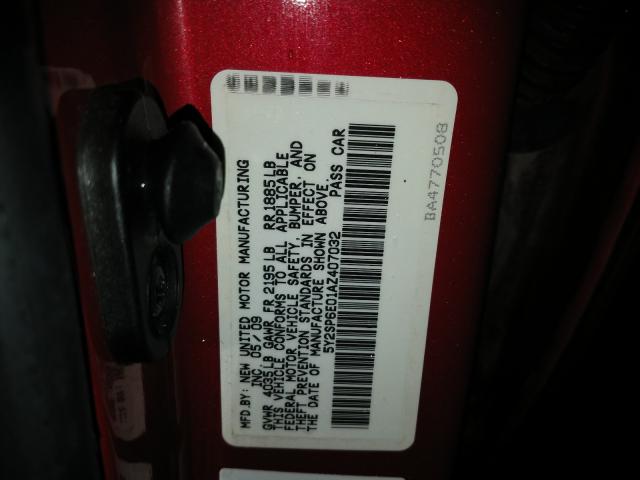 MFD.BY: NEW UNITED MOTOR MANUFACTURING
INC 05/09
GVWR 4035LB GAWR FR 2195LB RR 1885LB
THIS VEHICLE CONFORMS TO ALL APPLICABLE
FEDERAL MOTOR VEHICLE SAFETY, BUMPER, AND
THEFT PREVENTION STANDARDS IN EFFECT ON
THE DATE OF MANUFACTURE SHOWN ABOVE.
5Y2SP6E01AZ407032 PASS CAR
BA4770508